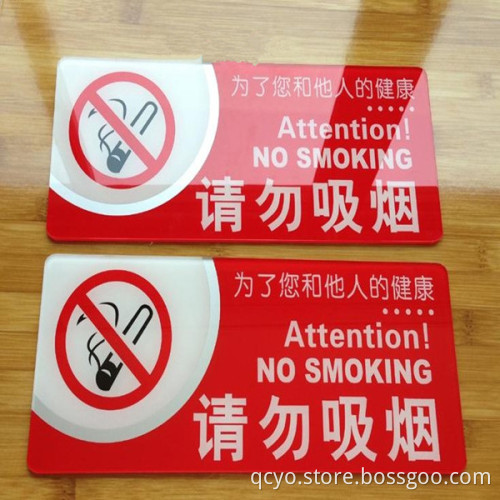 为了您和他人的健康
Attention!
NO SMOKING
请勿吸烟
为了您和他人的健康
Attention!
NO SMOKING
请勿吸烟
qcyo.store.bossgoo.com